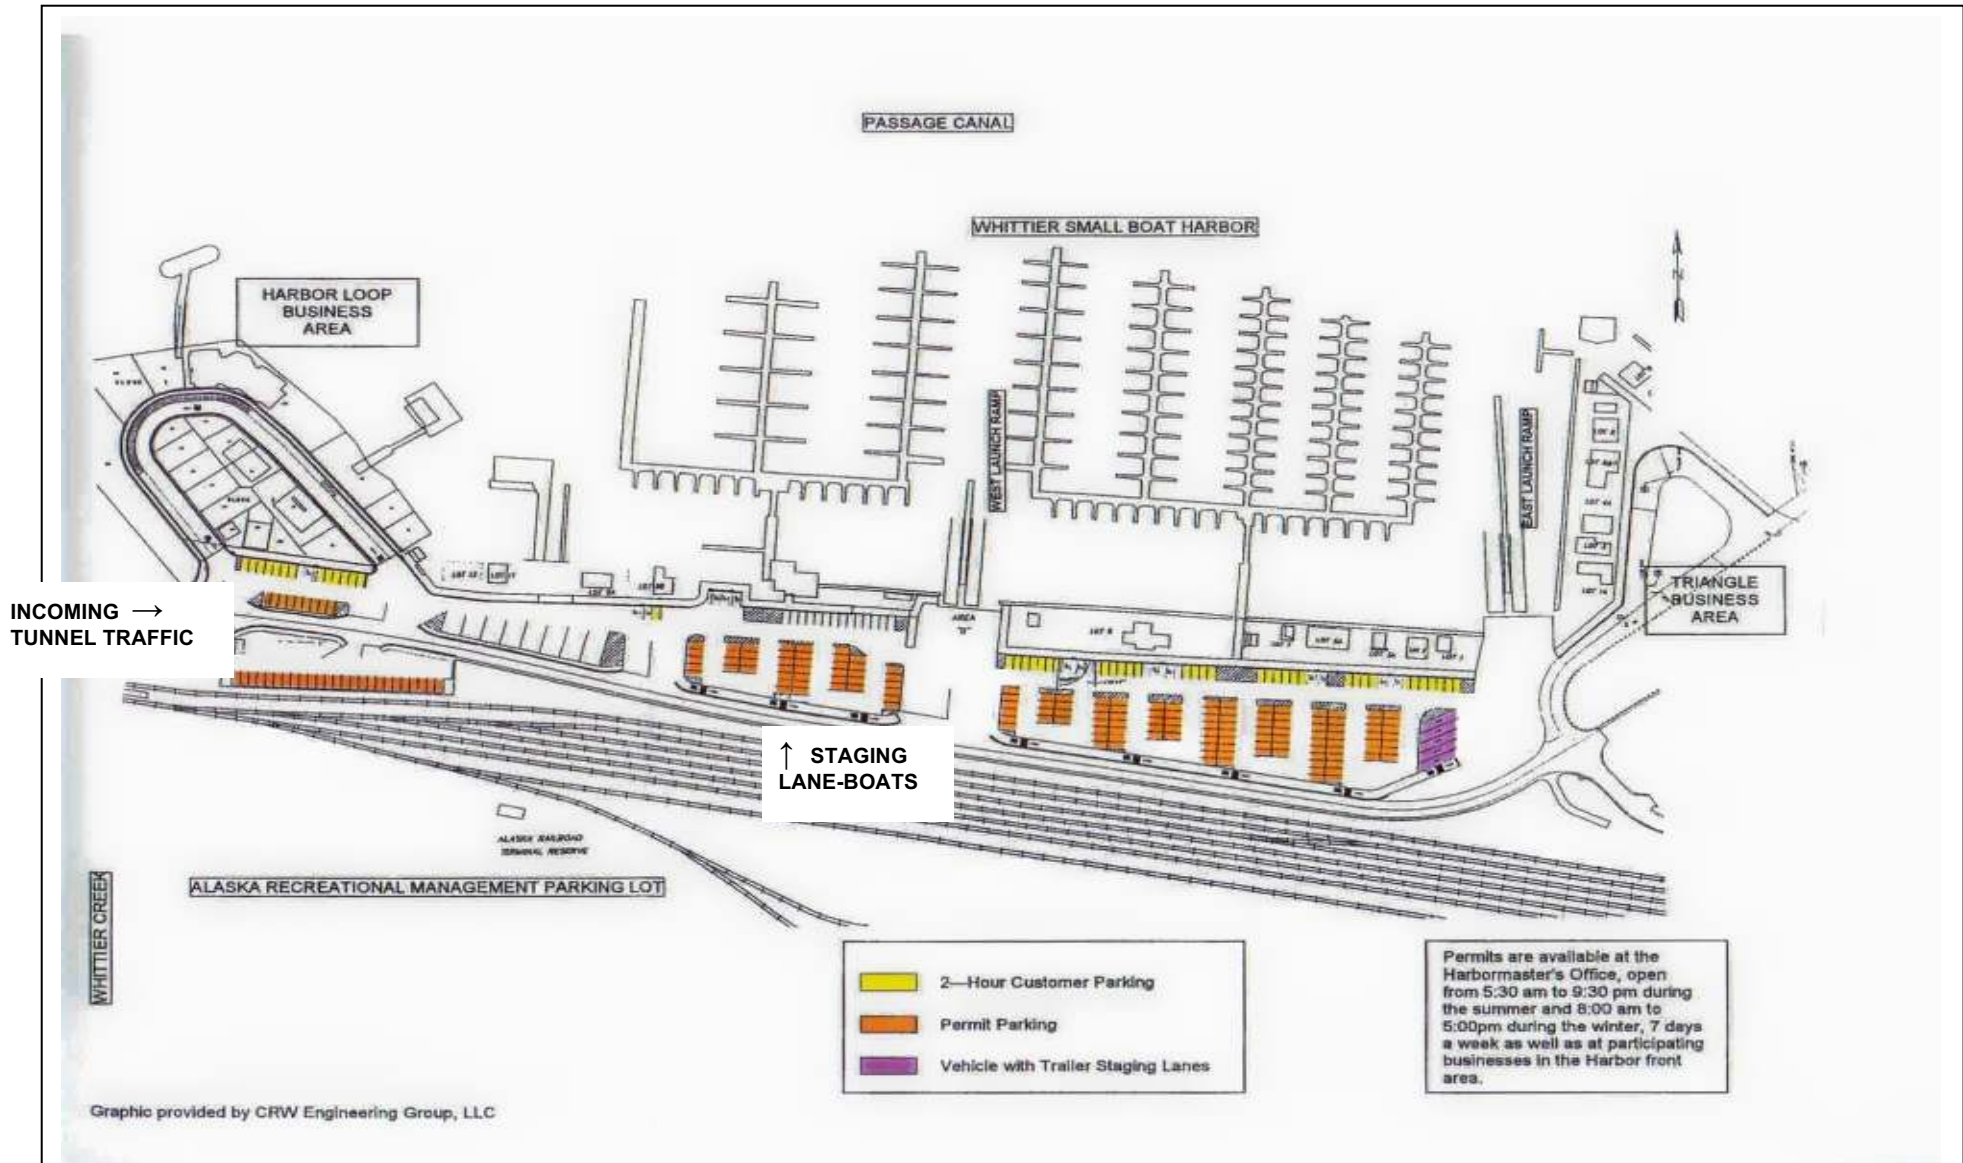 PASSAGE CANAL
WHITTIER SMALL BOAT HARBOR
HARBOR LOOP
BUSINESS
AREA
N
WEST LAUNCH RAMP
EAST LAUNCH RAMP
INCOMING →
TUNNEL TRAFFIC
TRIANGLE
BUSINESS
AREA
AREA
LOT 1
↑ STAGING
LANE-BOATS
ALASKA RAILROAD
TERMINAL RESERVE
ALASKA RECREATIONAL MANAGEMENT PARKING LOT
WHITTIER CREEK
2—Hour Customer Parking
Permit Parking
Vehicle with Trailer Staging Lanes
Permits are available at the
Harbormaster's Office, open
from 5:30 am to 9:30 pm during
the summer and 8:00 am to
5:00pm during the winter, 7 days
a week as well as at participating
businesses in the Harbor front
area.
Graphic provided by CRW Engineering Group, LLC